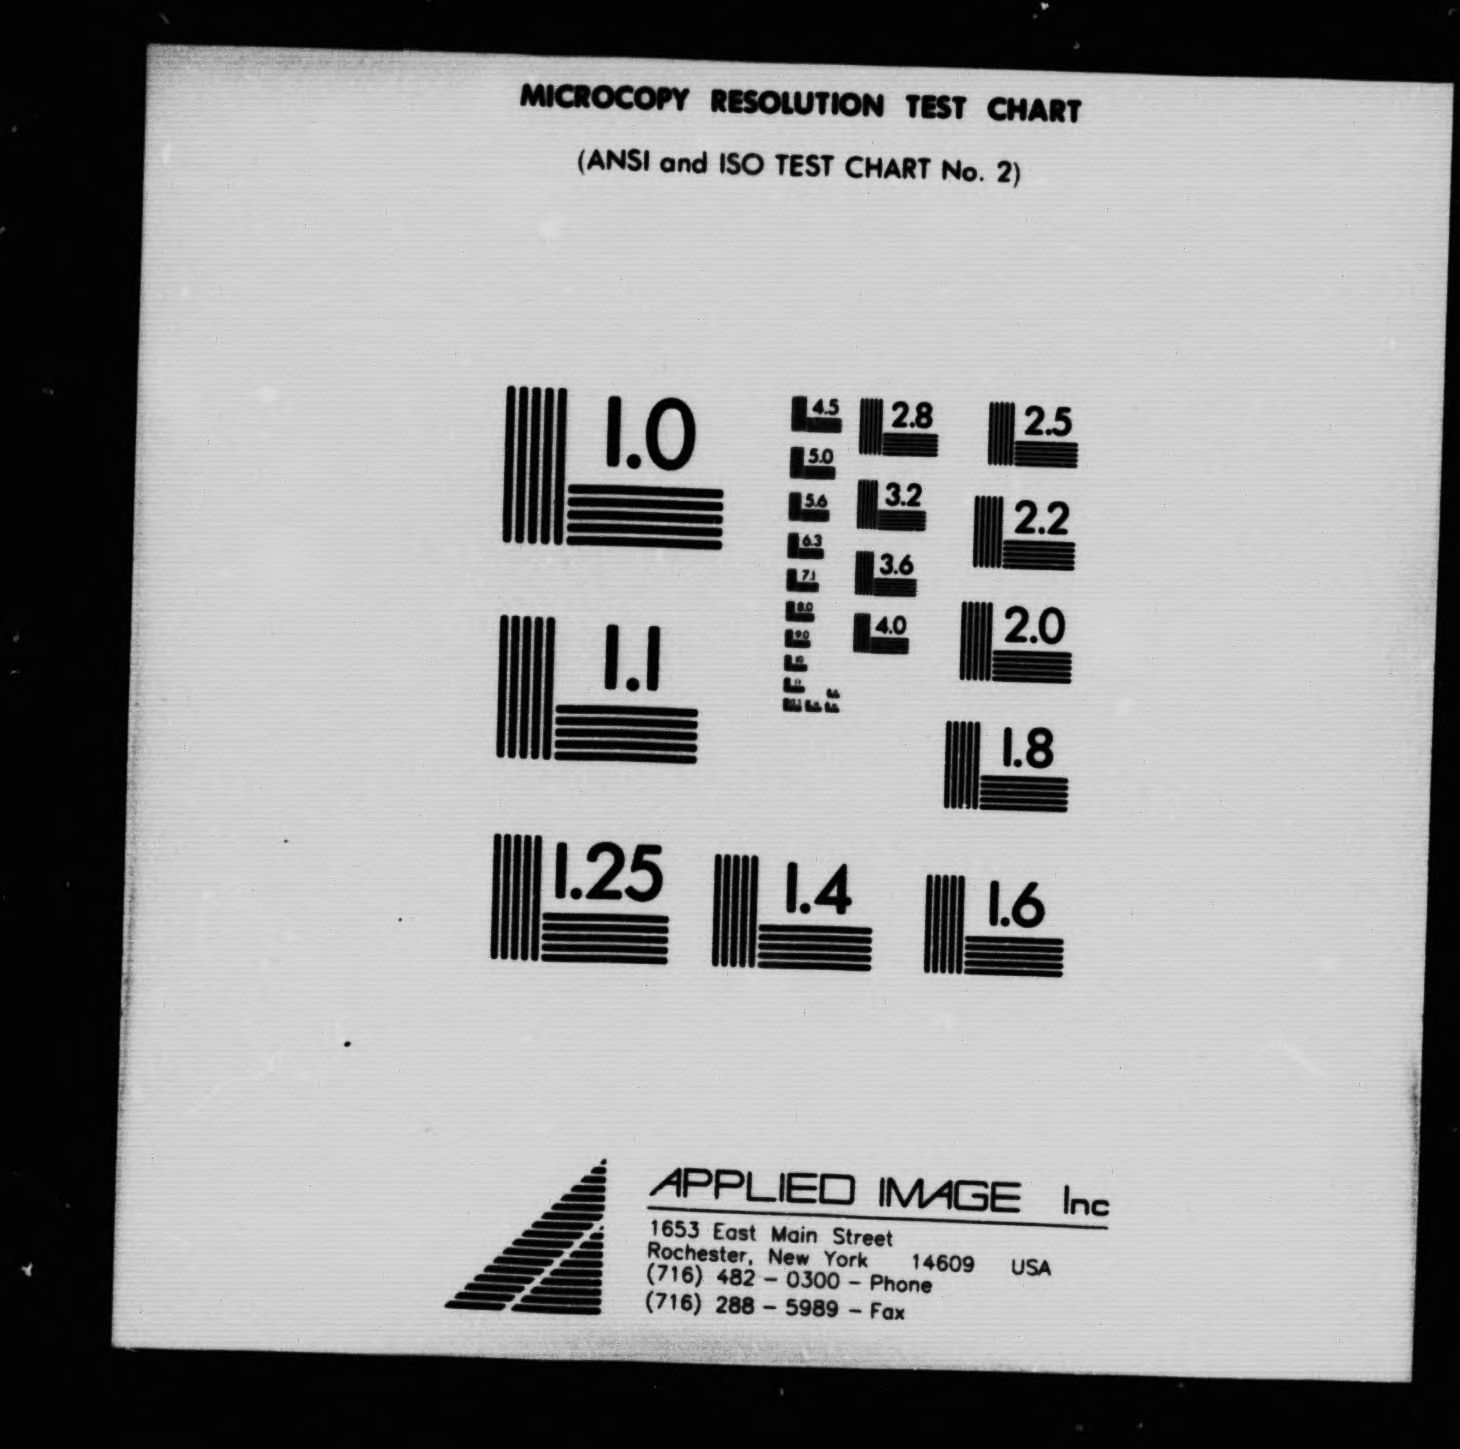 MICROCOPY RESOLUTION TEST CHART
(ANSI and ISO TEST CHART No. 2)
1.0
1.1
1.25
1.4
1.6
1.8
2.0
2.2
2.5
2.8
3.2
3.6
4.0
4.5
5.0
5.6
6.3
7.1
8.0
9.0
APPLIED IMAGE Inc
1653 East Main Street
Rochester, New York 14609 USA
(716) 482 - 0300 - Phone
(716) 288 - 5989 - Fax